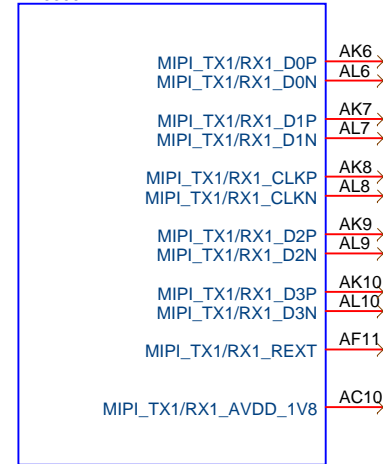 MIPI_TX1/RX1_D0P AK6
MIPI_TX1/RX1_D0N AL6
MIPI_TX1/RX1_D1P AK7
MIPI_TX1/RX1_D1N AL7
MIPI_TX1/RX1_CLKP AK8
MIPI_TX1/RX1_CLKN AL8
MIPI_TX1/RX1_D2P AK9
MIPI_TX1/RX1_D2N AL9
MIPI_TX1/RX1_D3P AK10
MIPI_TX1/RX1_D3N AL10
MIPI_TX1/RX1_REXT AF11
MIPI_TX1/RX1_AVDD_1V8 AC10